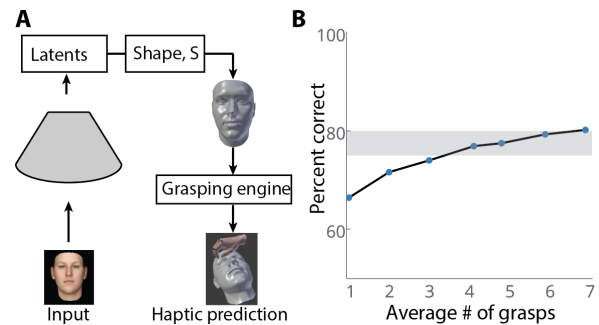 A
Latents
Shape, S
Grasping engine
Input
Haptic prediction
B
Percent correct
100
80
60
1 2 3 4 5 6 7
Average # of grasps